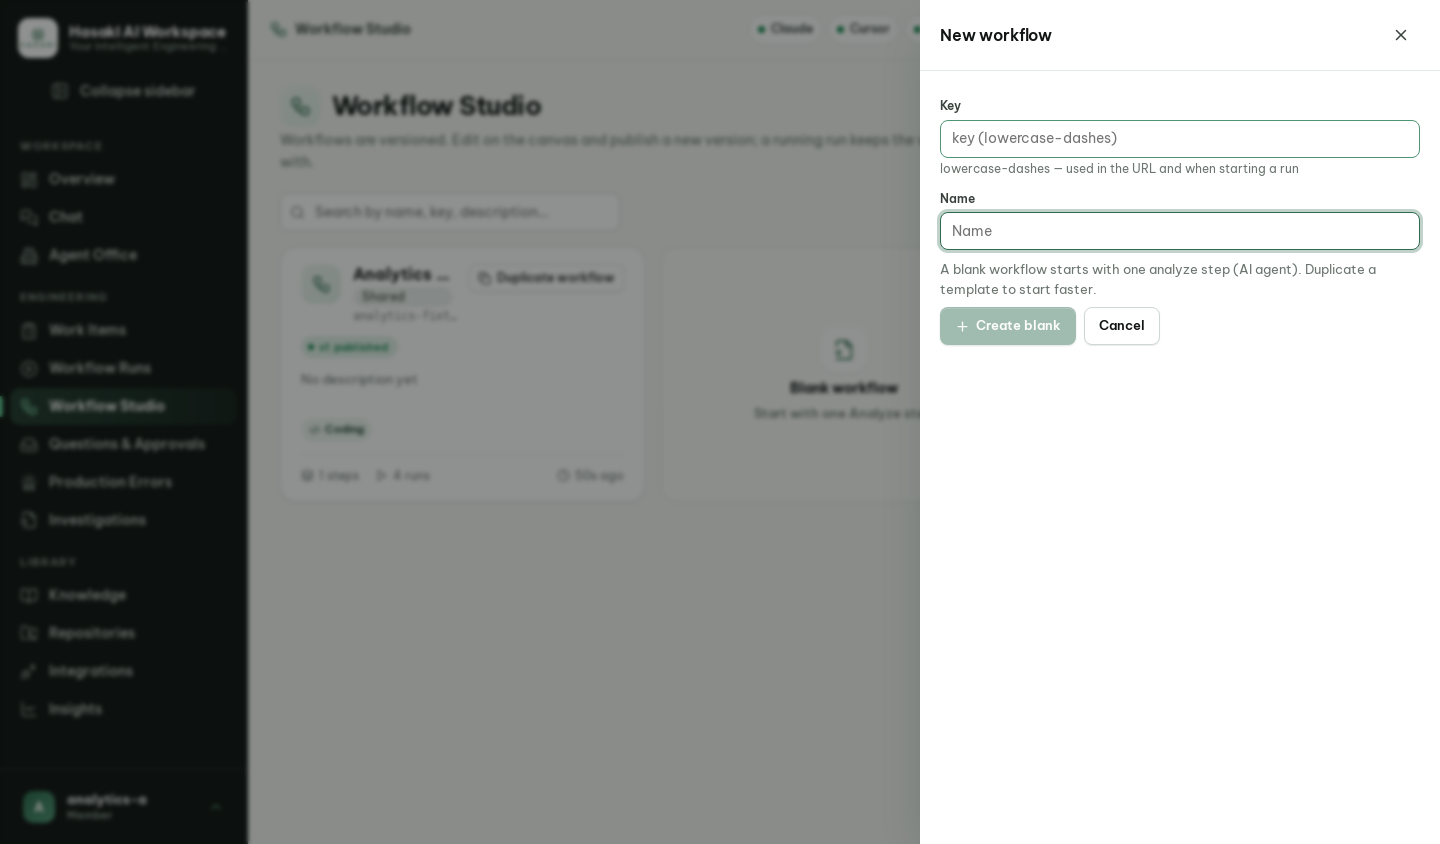 Hasaki AI Workspace
Your Intelligent Engineering ...
Collapse sidebar
WORKSPACE
Overview
Chat
Agent Office
ENGINEERING
Work Items
Workflow Runs
Workflow Studio
Questions & Approvals
Production Errors
Investigations
LIBRARY
Knowledge
Repositories
Integrations
Insights
A
analytics-a
Member
Workflow Studio
Claude
Cursor
Workflow Studio
Workflows are versioned. Edit on the canvas and publish a new version; a running run keeps the
with.
Search by name, key, description...
Analytics ...
Duplicate workflow
Shared
v1 published
No description yet
Coding
1 steps
4 runs
50s ago
Blank workflow
Start with one Analyze
New workflow
Key
key (lowercase-dashes)
lowercase-dashes — used in the URL and when starting a run
Name
Name
A blank workflow starts with one analyze step (AI agent). Duplicate a
template to start faster.
Create blank
Cancel